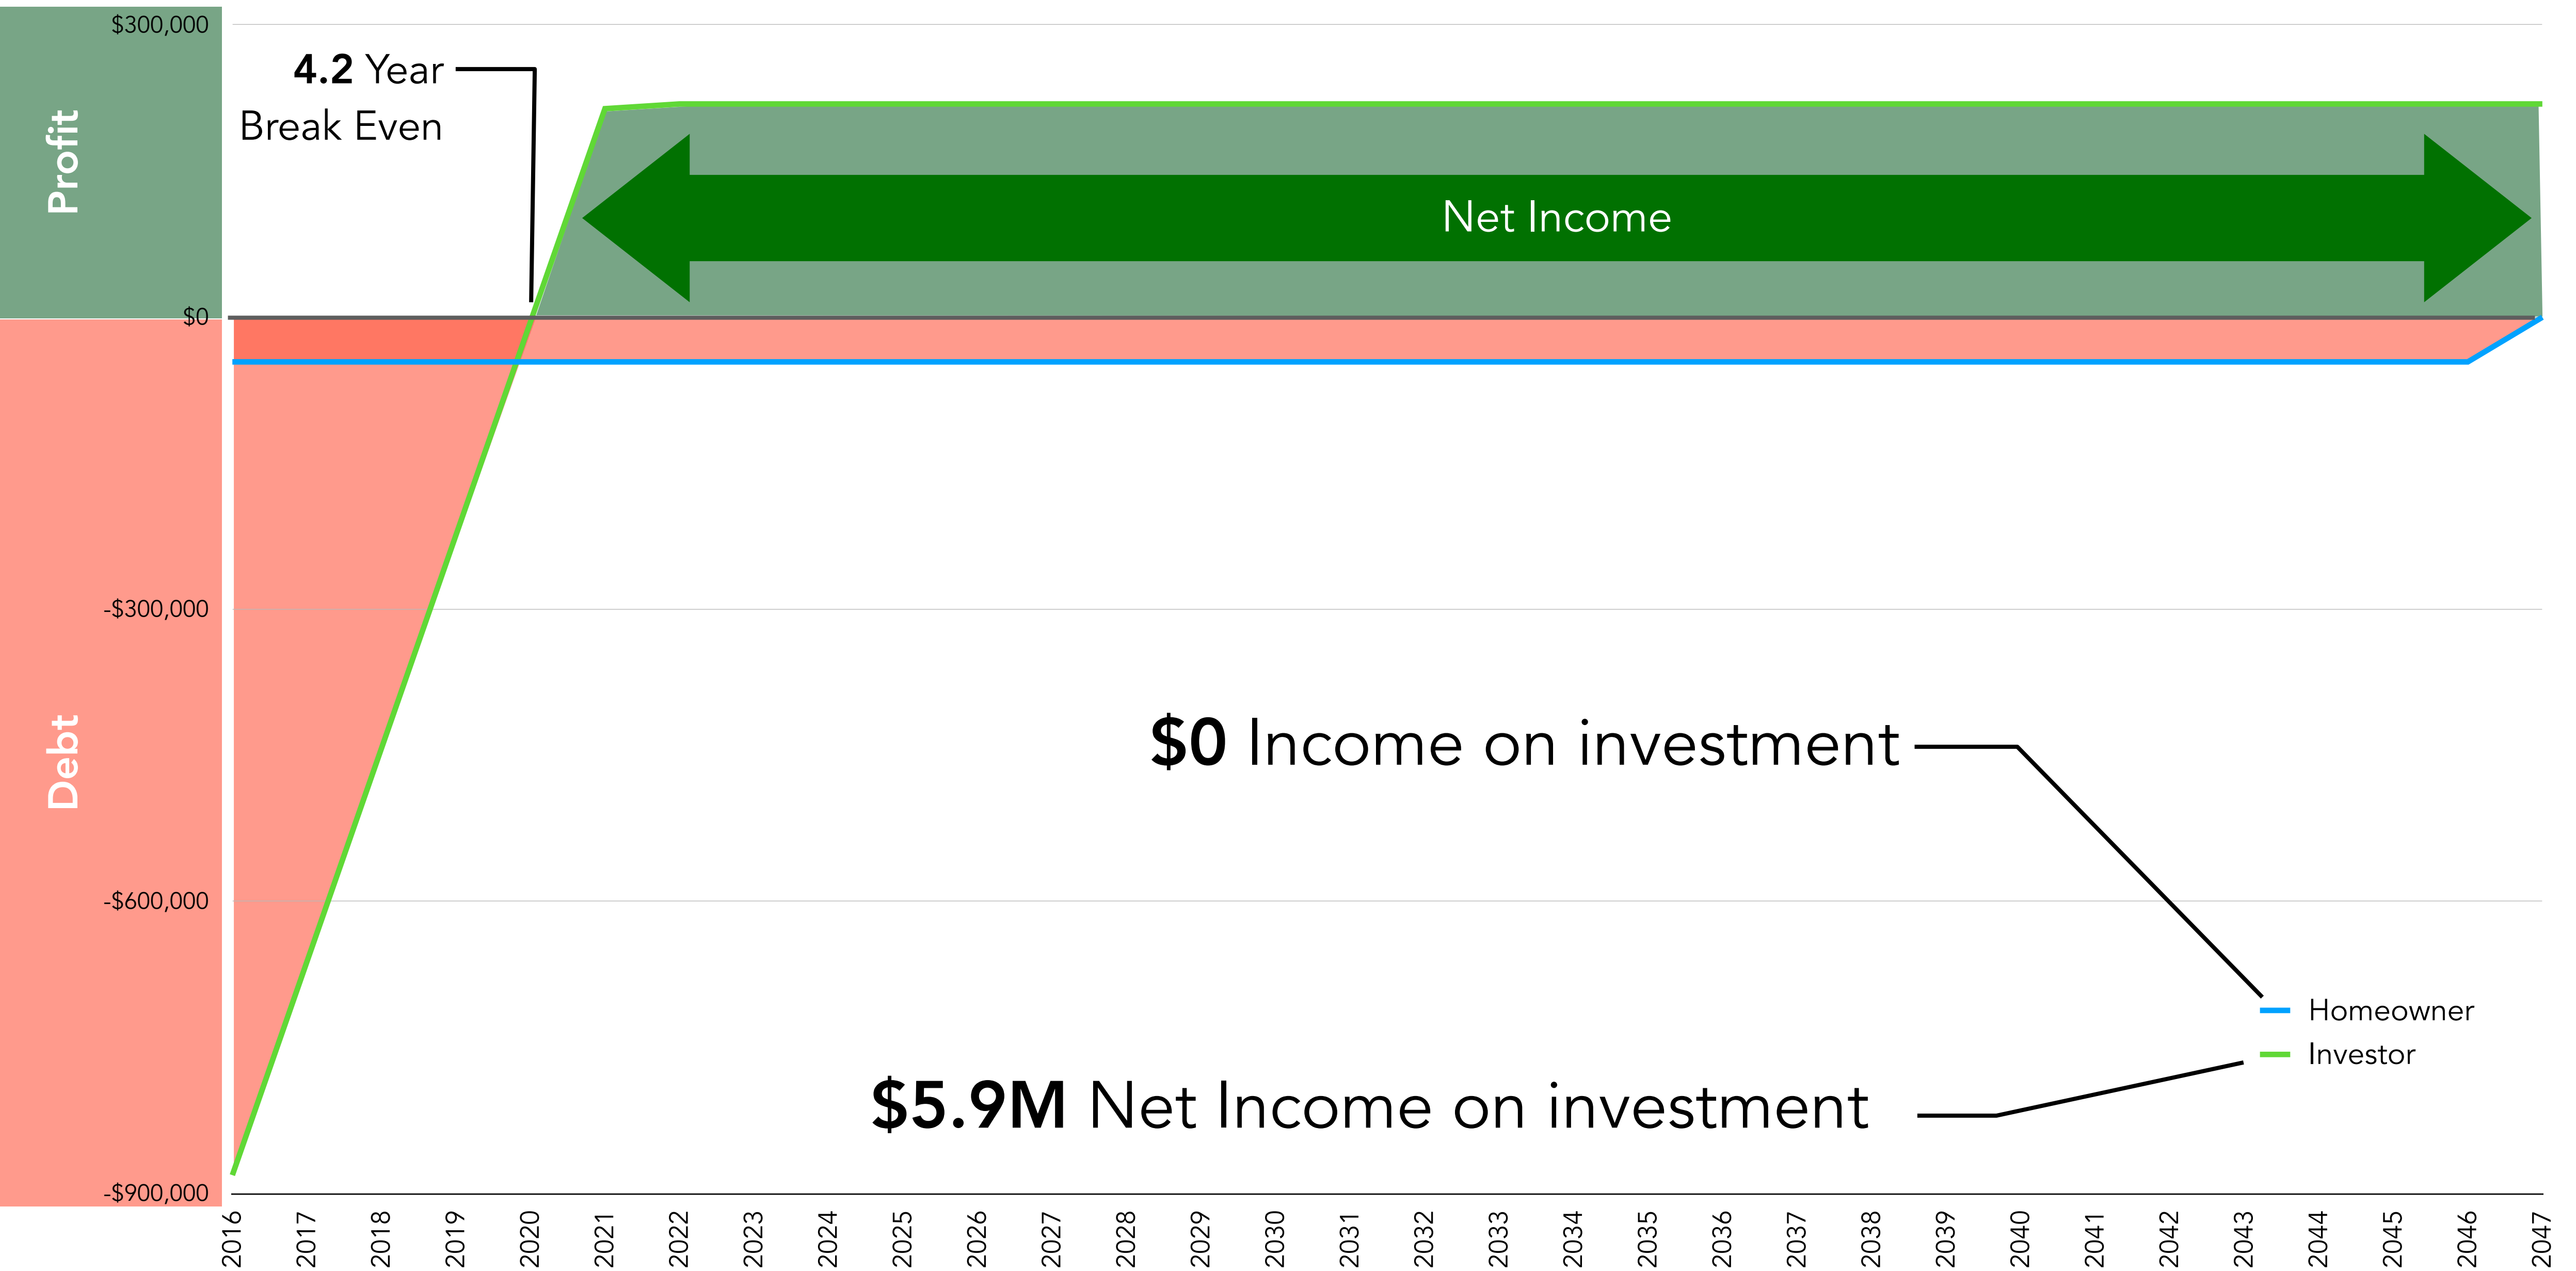 $300,000
4.2 Year
Break Even
Profit
Net Income
$0
-$300,000
$0 Income on investment
Debt
-$600,000
Homeowner
Investor
$5.9M Net Income on investment
-$900,000
2016 2017 2018 2019 2020 2021 2022 2023 2024 2025 2026 2027 2028 2029 2030 2031 2032 2033 2034 2035 2036 2037 2038 2039 2040 2041 2042 2043 2044 2045 2046 2047